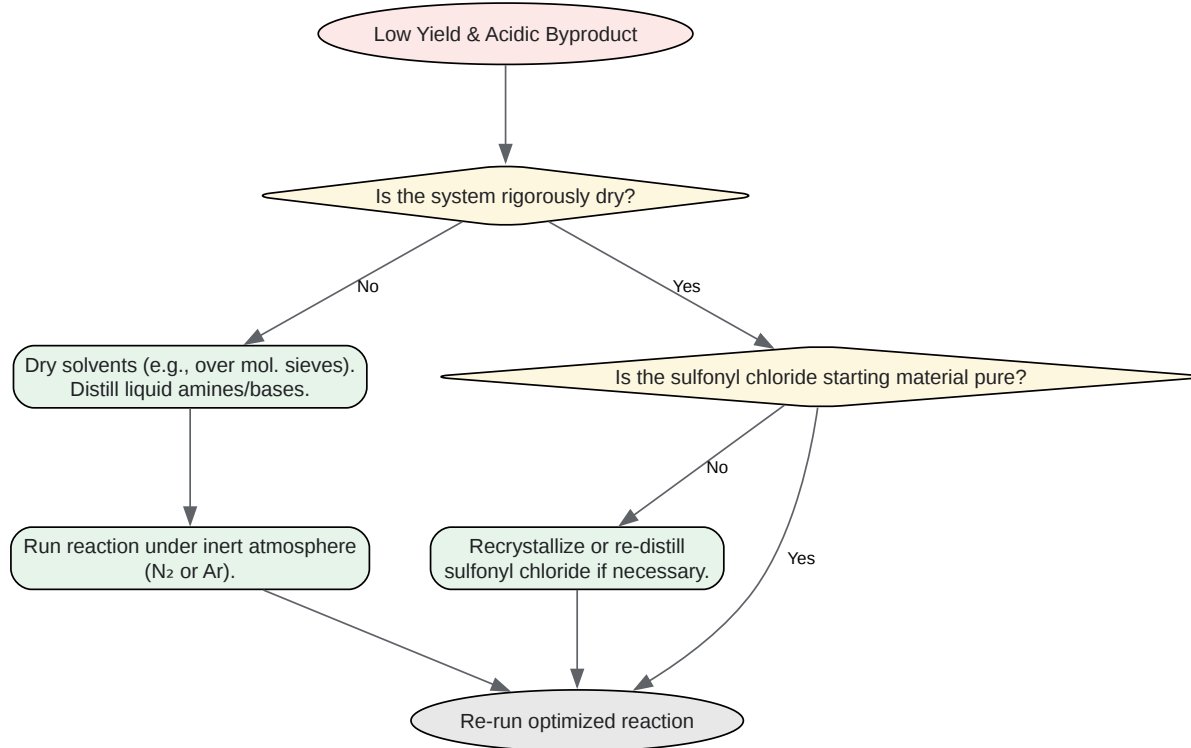 Low Yield & Acidic Byproduct
Is the system rigorously dry?
No
Yes
Dry solvents (e.g., over mol. sieves).
Distill liquid amines/bases.
Is the sulfonyl chloride starting material pure?
No
Run reaction under inert atmosphere
(N₂ or Ar).
Recrystallize or re-distill
sulfonyl chloride if necessary.
Yes
Re-run optimized reaction